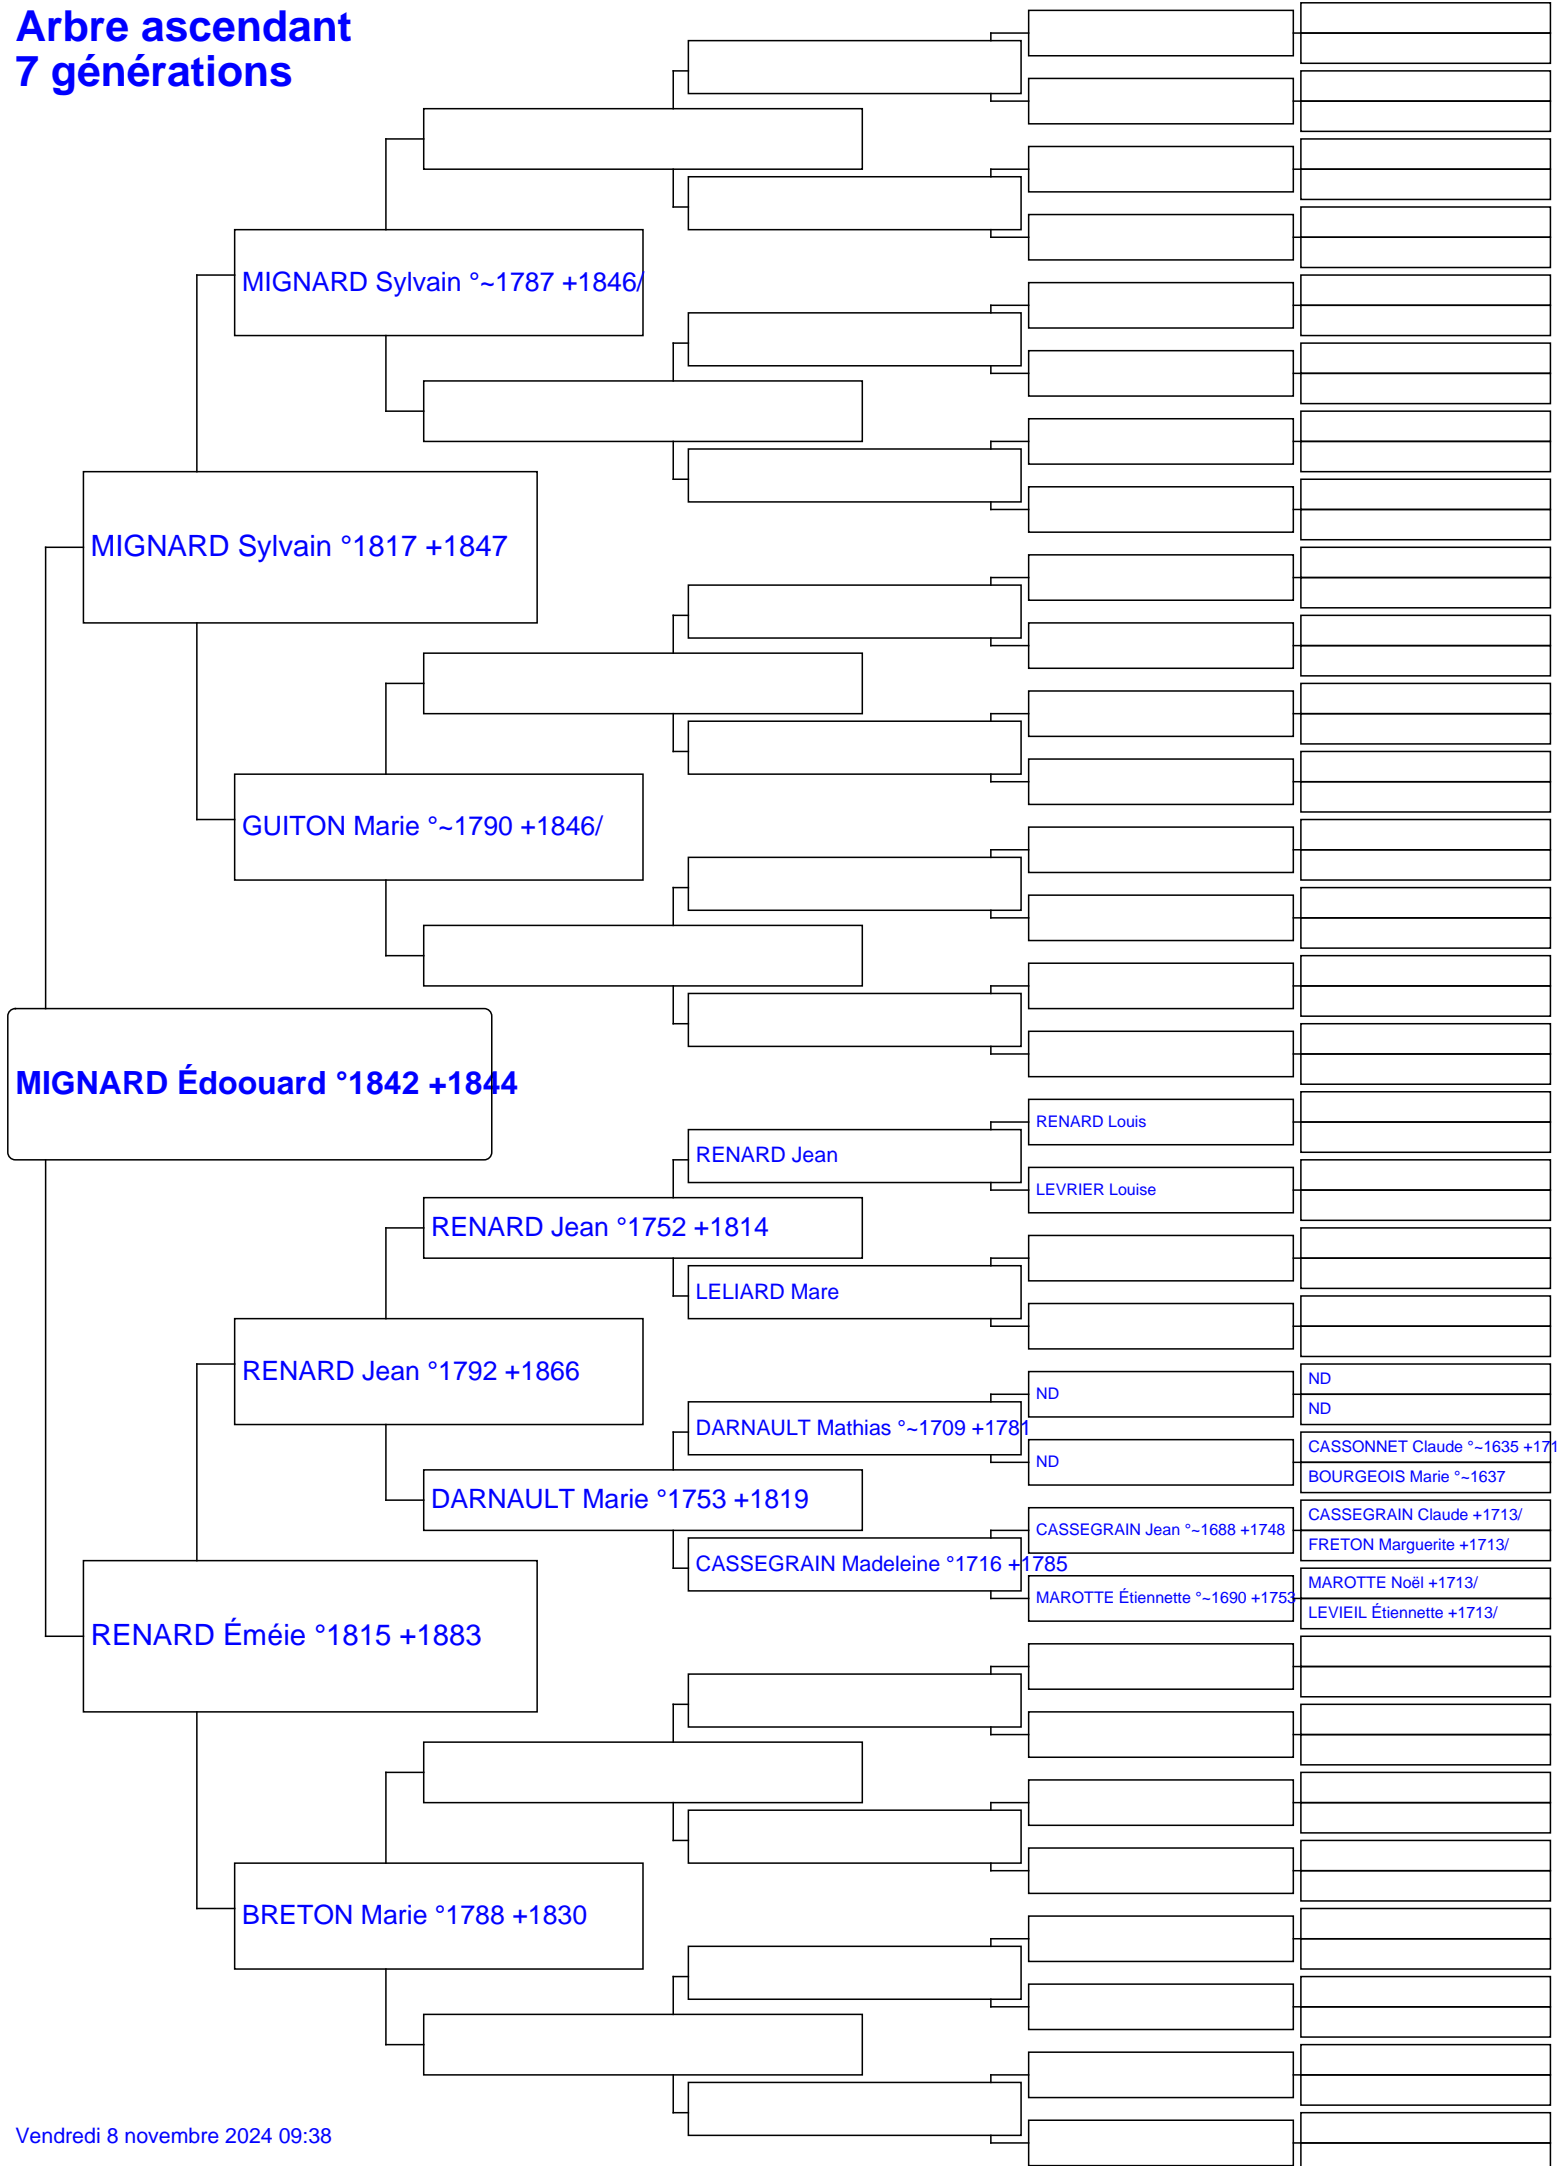 Arbre ascendant
7 générations
MIGNARD Sylvain °~1787 +1846/
MIGNARD Sylvain °1817 +1847
GUITON Marie °~1790 +1846/
MIGNARD Édoouard °1842 +1844
RENARD Louis
RENARD Jean
LEVRIER Louise
RENARD Jean °1752 +1814
LELIARD Mare
RENARD Jean °1792 +1866
ND
ND
ND
DARNAULT Mathias °~1709 +1781
CASSONNET Claude °~1635 +171
ND
BOURGEOIS Marie °~1637
DARNAULT Marie °1753 +1819
CASSEGRAIN Claude +1713/
CASSEGRAIN Jean °~1688 +1748
FRETON Marguerite +1713/
CASSEGRAIN Madeleine °1716 +1785
MAROTTE Noël +1713/
MAROTTE Étiennette °~1690 +1753
LEVIEIL Étiennette +1713/
RENARD Éméie °1815 +1883
BRETON Marie °1788 +1830
Vendredi 8 novembre 2024 09:38